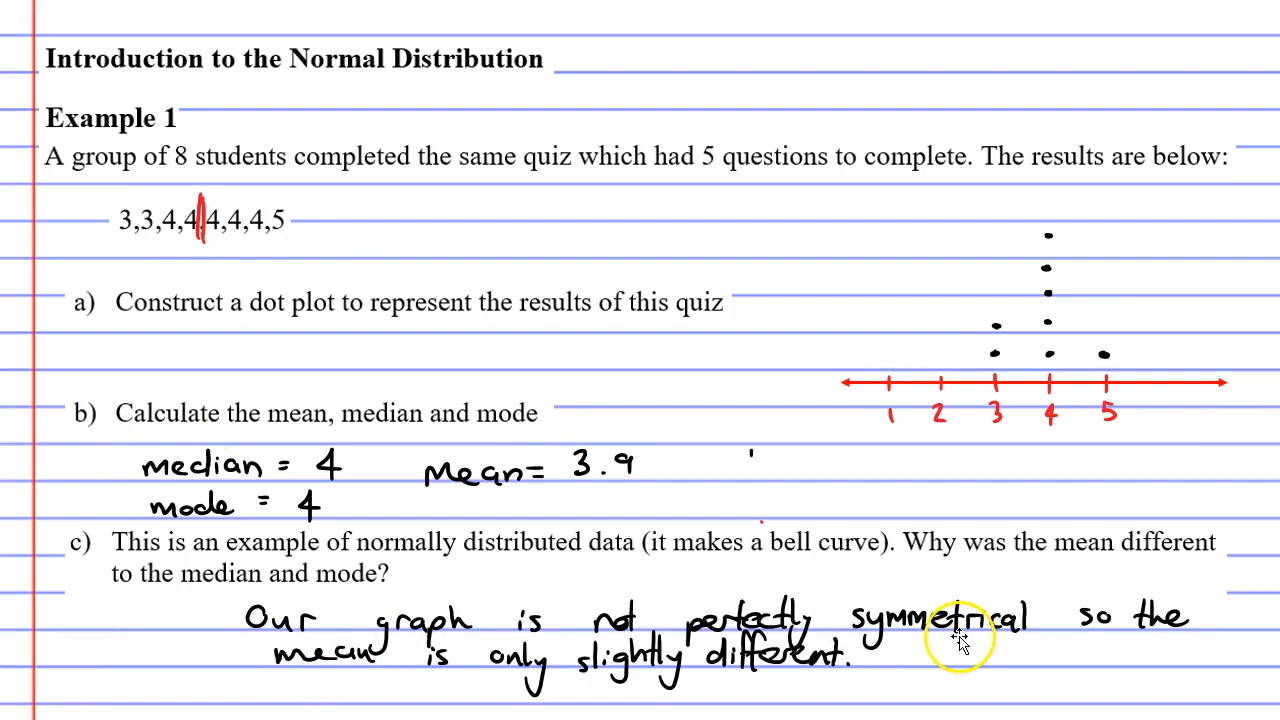 Introduction to the Normal Distribution
Example 1
A group of 8 students completed the same quiz which had 5 questions to complete. The results are below:
3,3,4,4,4,4,4,5
a) Construct a dot plot to represent the results of this quiz
1 2 3 4 5
b) Calculate the mean, median and mode
median = 4 Mean= 3.9
mode = 4
c) This is an example of normally distributed data (it makes a bell curve). Why was the mean different
to the median and mode?
Our graph is not perfectly symmetrical so the
mean is only slightly different.